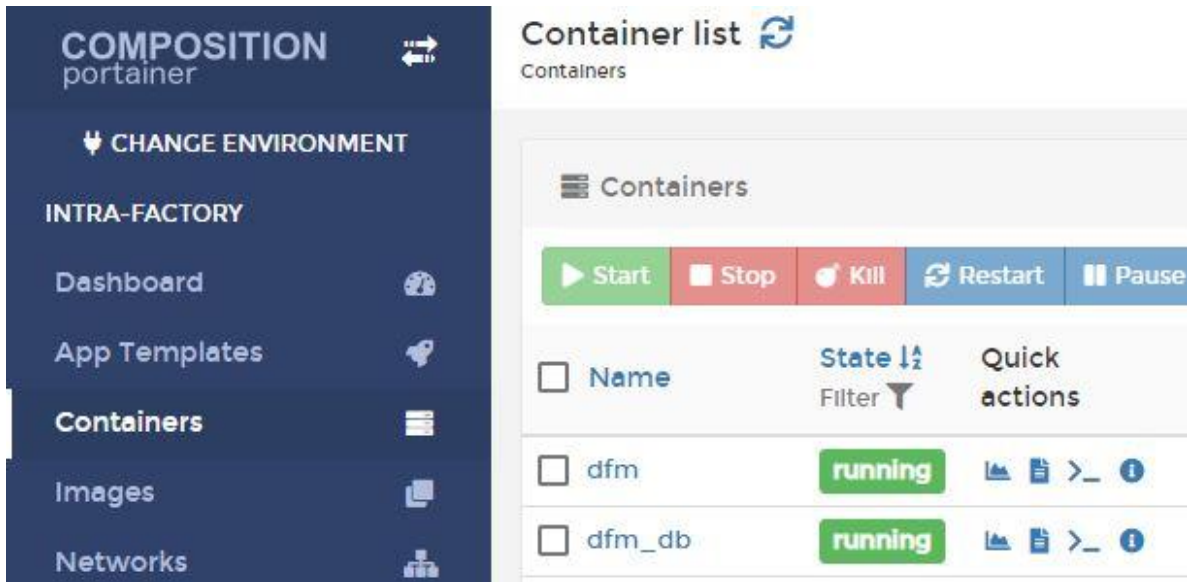 COMPOSITION
portainer
CHANGE ENVIRONMENT
INTRA-FACTORY
Dashboard
App Templates
Containers
Images
Networks
Container list
Containers
Containers
Start Stop Kill Restart Pause
Name State Quick actions
Filter
dfm running
dfm_db running